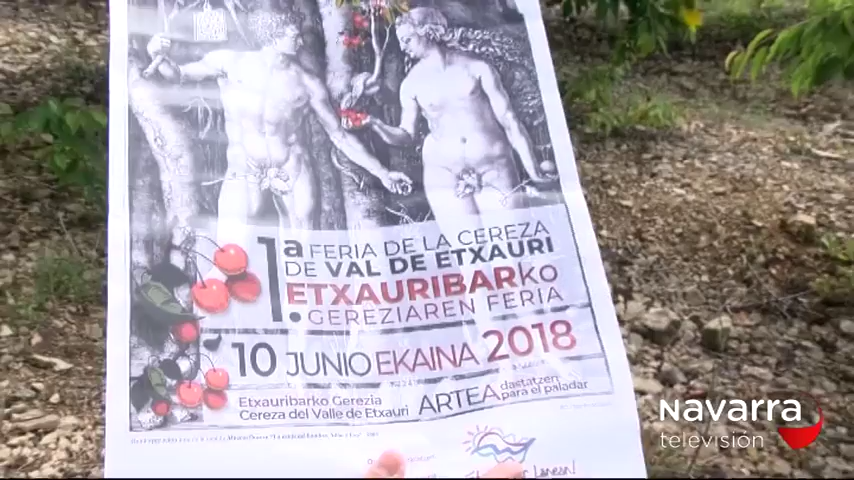 1.ª FERIA DE LA CEREZA
DE VAL DE ETXAURI
ETXAURIBARKO
GEREZIAREN FERIA
10 JUNIO EKAINA 2018
Etxauribarko Gerezia
Cereza del Valle de Etxauri
ARTEA dastatzen
para el paladar
Navarra
televisión